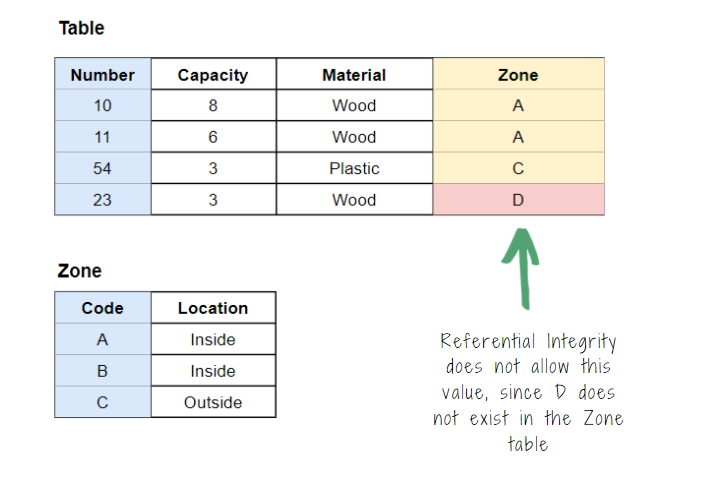 Table
Number Capacity Material Zone
10 8 Wood A
11 6 Wood A
54 3 Plastic C
23 3 Wood D
Zone
Code Location
A Inside
B Inside
C Outside
Referential Integrity
does not allow this
value, since D does
not exist in the Zone
table